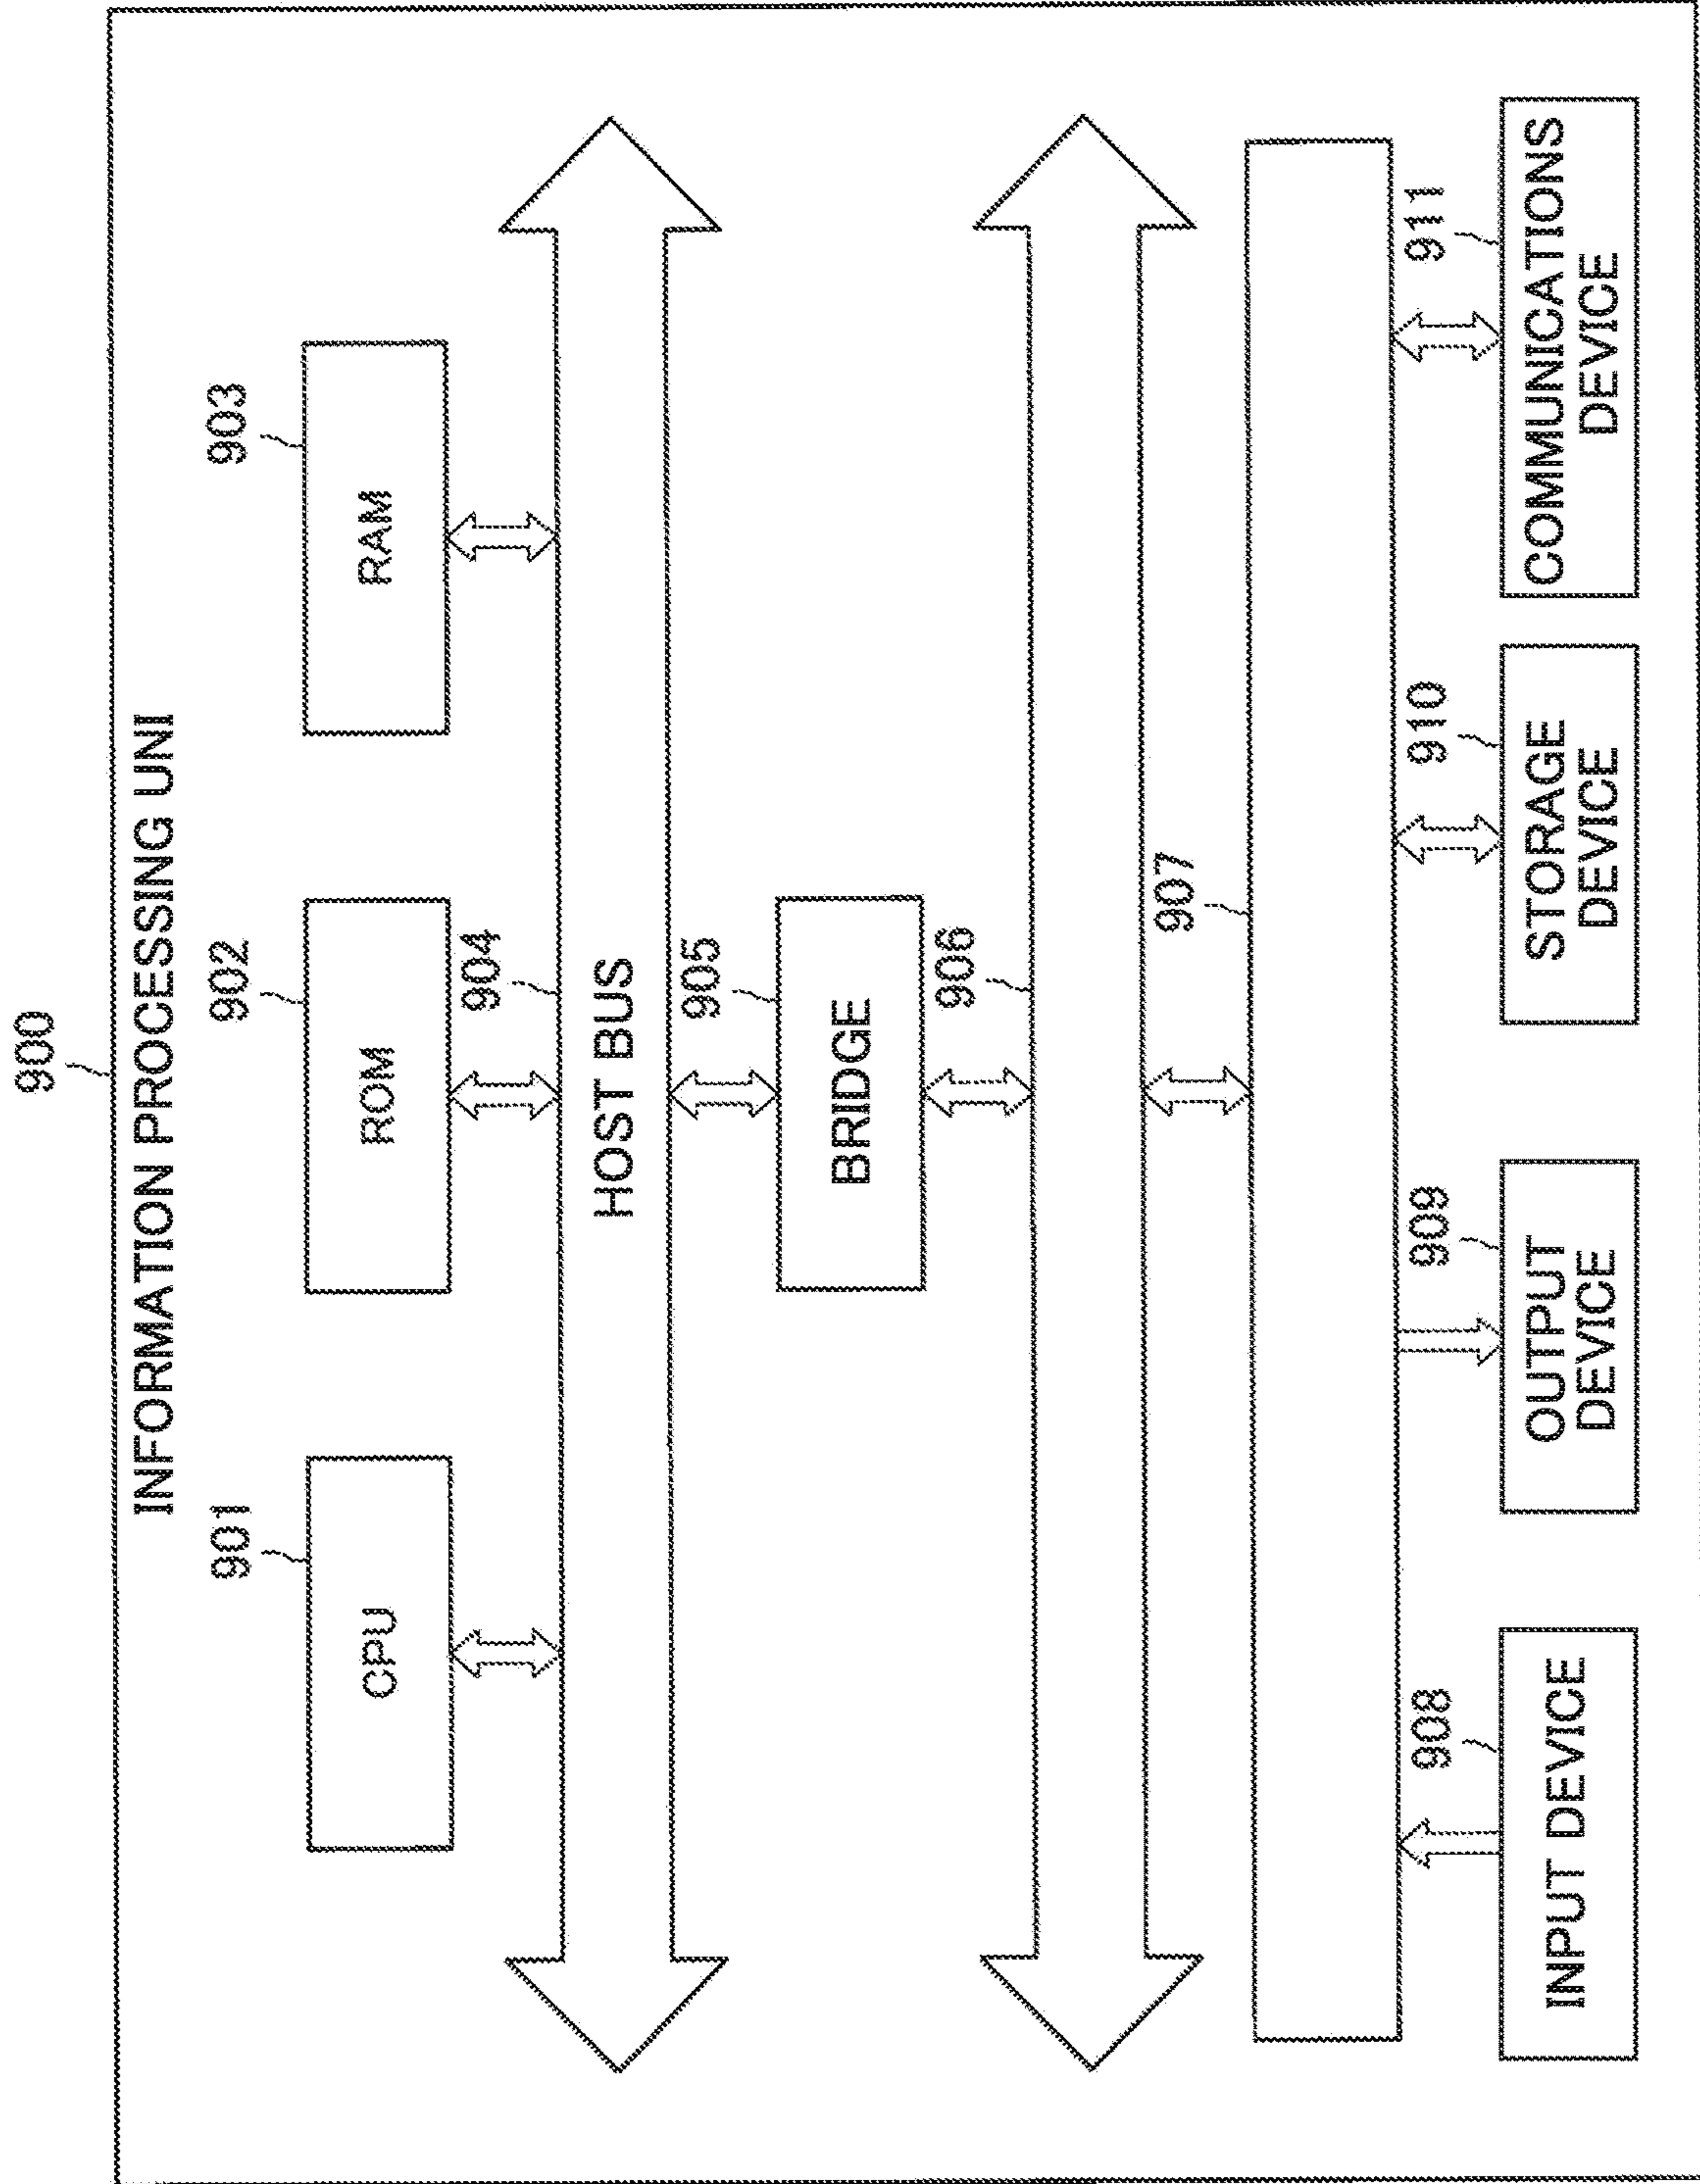 900
INFORMATION PROCESSING UNI
901
902
903
CPU
ROM
RAM
904
HOST BUS
905
BRIDGE
906
907
908
909
910
911
INPUT DEVICE
OUTPUT
DEVICE
STORAGE
DEVICE
COMMUNICATIONS
DEVICE